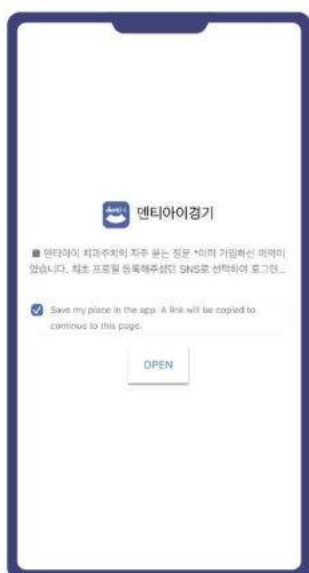 denti-i
덴티아이경기
■ 덴티아이 치과주치의 자주 묻는 질문 *이미 가입하신 이력이
있습니다. 최초 프로필 등록해주셨던 SNS로 선택하여 로그인...
Save my place in the app. A link will be copied to
continue to this page.
OPEN